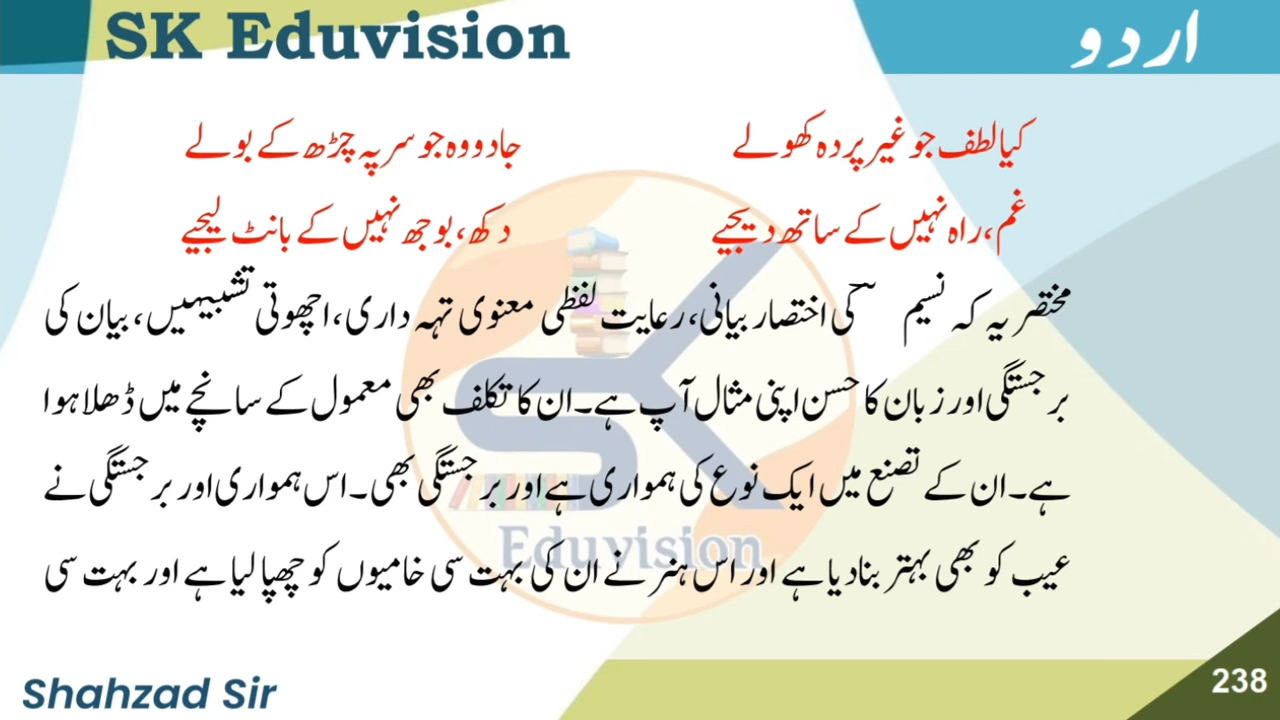 SK Eduvision
اردو
کیا لطف جو غیر پردہ کھولے جادو وہ جو سر پہ چڑھ کے بولے
غم، راہ نہیں کے ساتھ دیجیے دکھ، بوجھ نہیں کے بانٹ لیجیے
مختصر یہ کہ نسیمؔ کی اختصار بیانی، رعایت لفظی معنوی تہہ داری، اچھوتی تشبیہیں، بیان کی
برجستگی اور زبان کا حسن اپنی مثال آپ ہے۔ ان کا تکلف بھی معمول کے سانچے میں ڈھلا ہوا
ہے۔ ان کے تصنع میں ایک نوع کی ہمواری ہے اور برجستگی بھی۔ اس ہمواری اور برجستگی نے
عیب کو بھی بہتر بنا دیا ہے اور اس ہنر نے ان کی بہت سی خامیوں کو چھپا لیا ہے اور بہت سی
Eduvision
Shahzad Sir
238